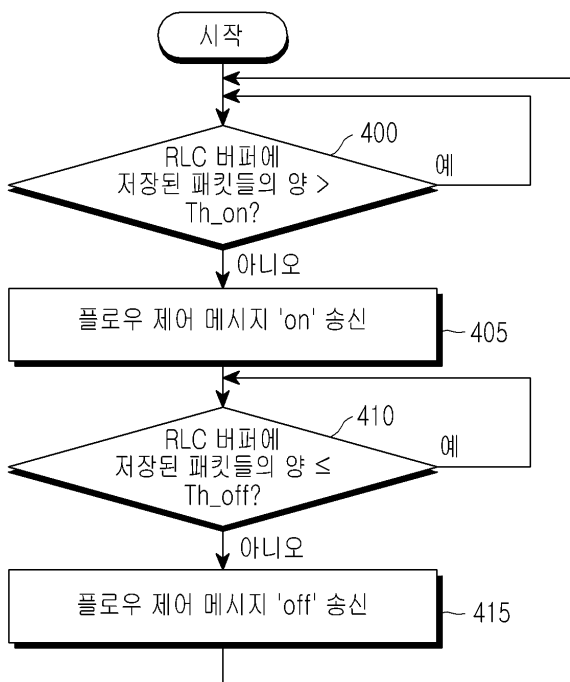 시작
400
RLC 버퍼에
저장된 패킷들의 양 >
Th_on?
예
아니오
플로우 제어 메시지 'on' 송신
405
410
RLC 버퍼에
저장된 패킷들의 양 ≤
Th_off?
예
아니오
플로우 제어 메시지 'off' 송신
415